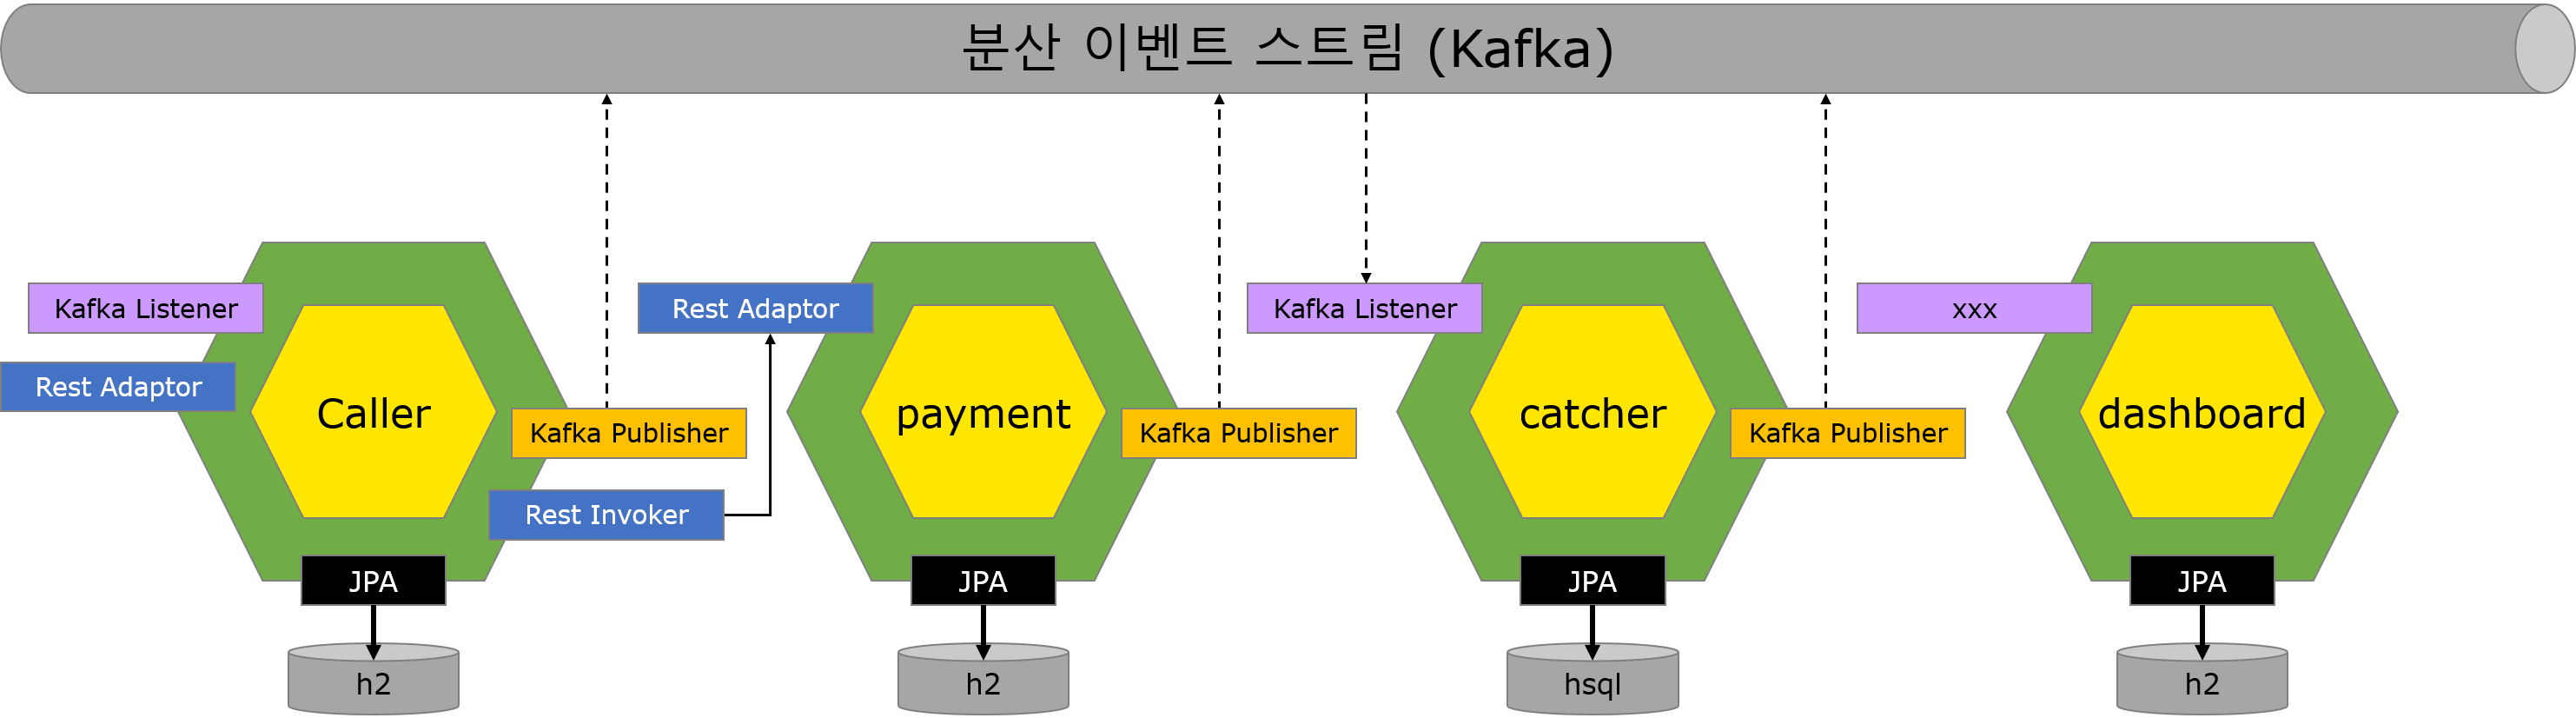 분산 이벤트 스트림 (Kafka)
Kafka Listener
Rest Adaptor
Caller
Kafka Publisher
Rest Invoker
JPA
h2
Rest Adaptor
payment
Kafka Publisher
JPA
h2
Kafka Listener
catcher
Kafka Publisher
JPA
hsql
xxx
dashboard
JPA
h2